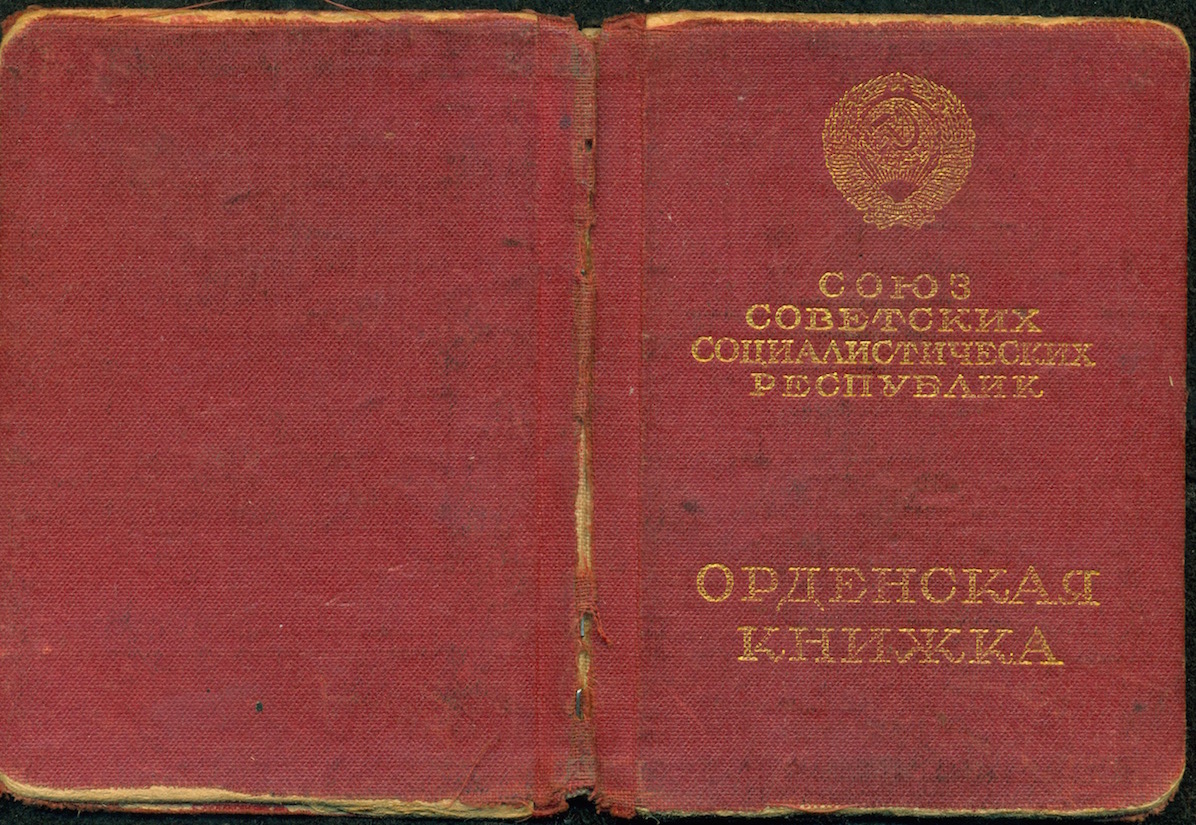 СОЮЗ
СОВЕТСКИХ
СОЦИАЛИСТИЧЕСКИХ
РЕСПУБЛИК
ОРДЕНСКАЯ
КНИЖКА